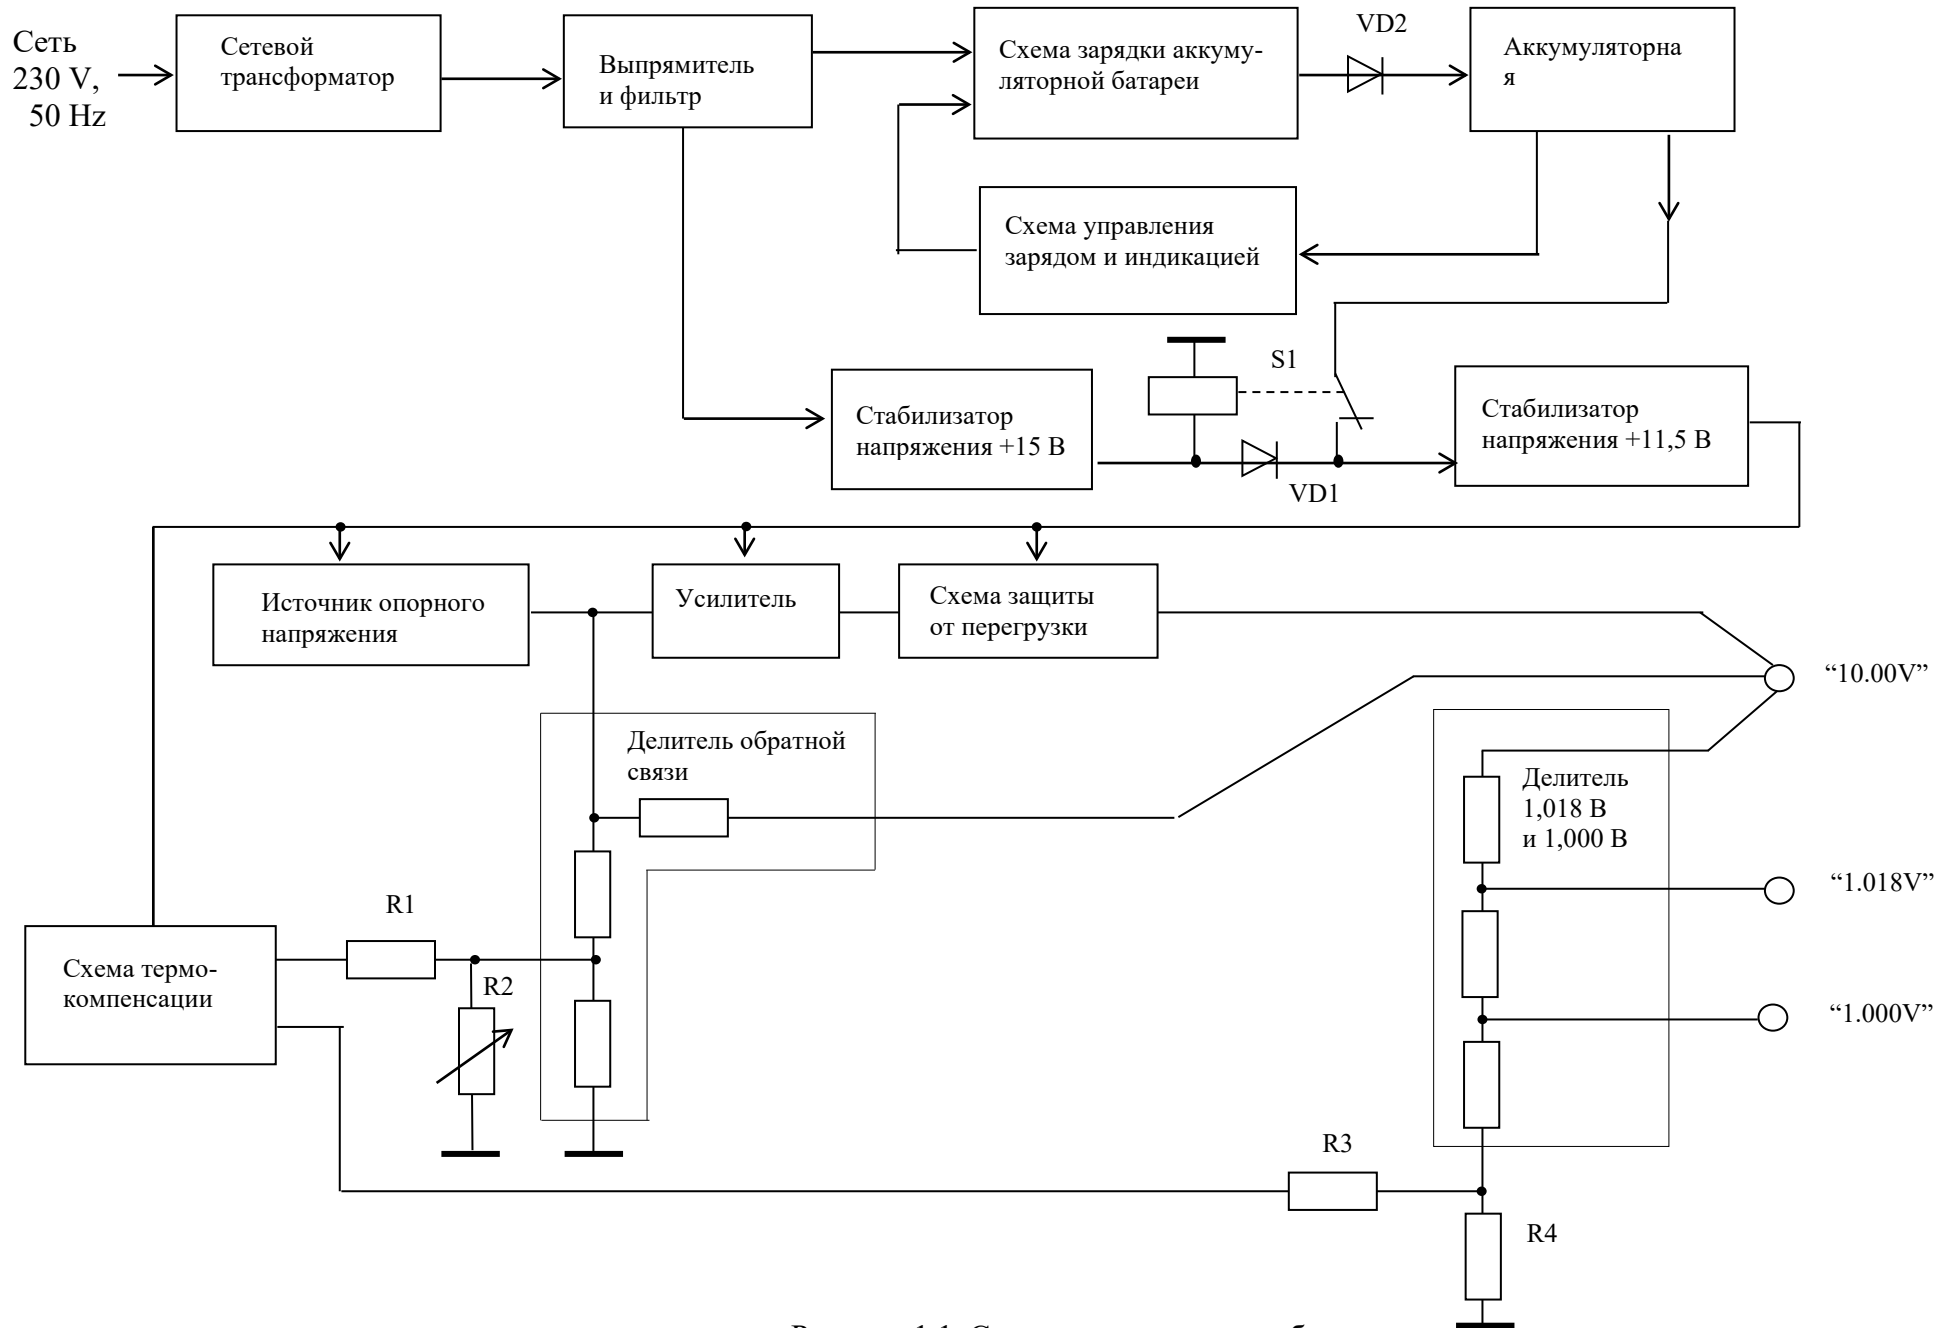 Сеть
230 V,
50 Hz
Сетевой
трансформатор
Выпрямитель
и фильтр
Схема зарядки аккуму-
ляторной батареи
VD2
Аккумуляторна
я
Схема управления
зарядом и индикацией
S1
Стабилизатор
напряжения +15 В
VD1
Стабилизатор
напряжения +11,5 В
Источник опорного
напряжения
Усилитель
Схема защиты
от перегрузки
“10.00V”
Делитель обратной
связи
Делитель
1,018 В
и 1,000 В
“1.018V”
R1
Схема термо-
компенсации
R2
“1.000V”
R3
R4